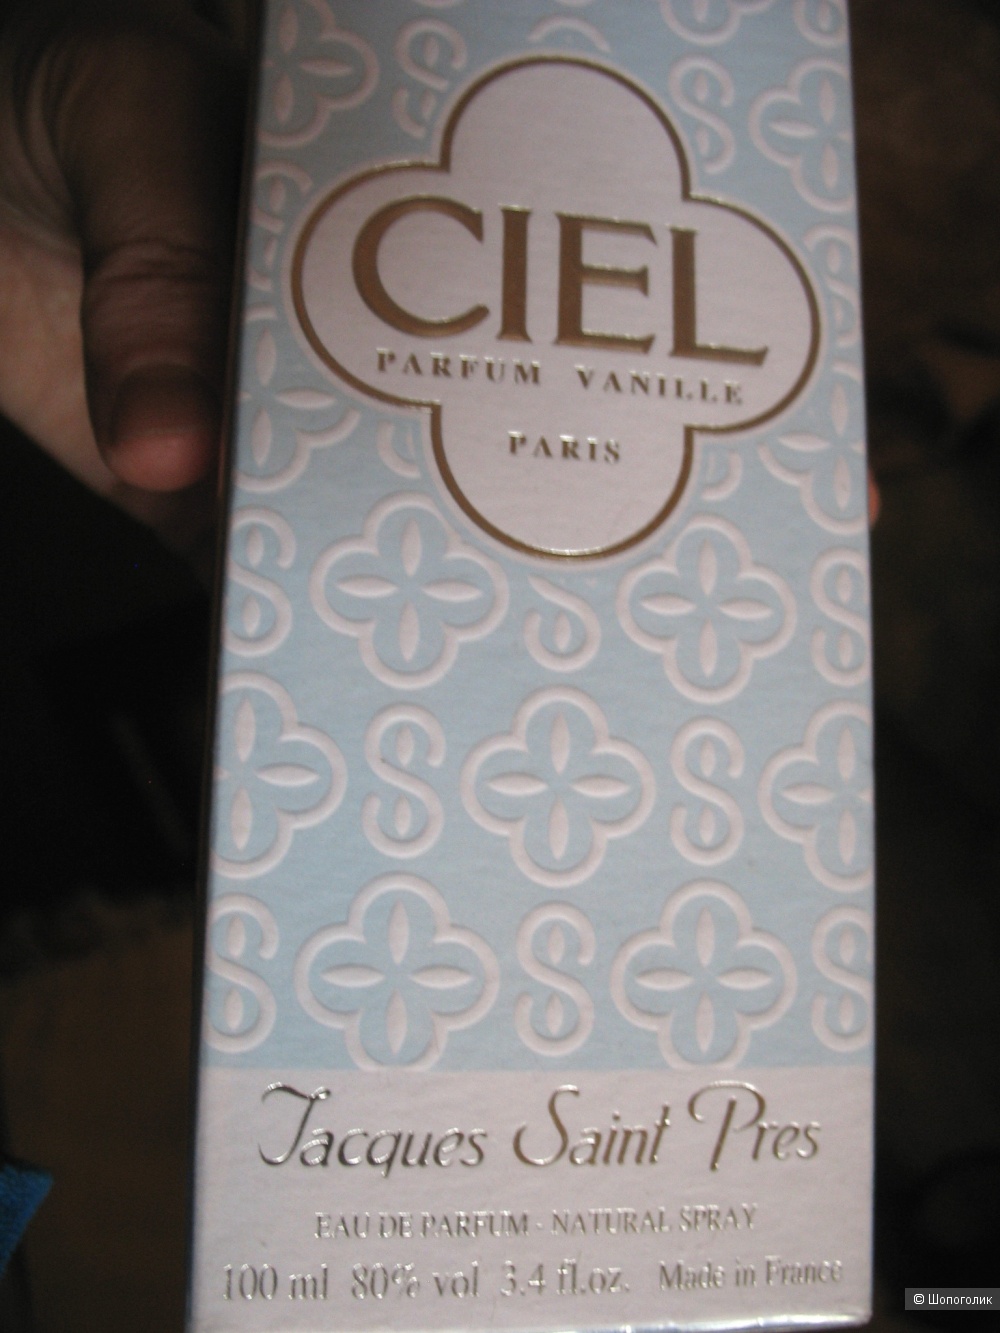 CIEL
PARFUM VANILLE
PARIS
Jacques Saint Pres
EAU DE PARFUM - NATURAL SPRAY
100 ml 80% vol 3.4 fl.oz. Made in France
© Шопоголик